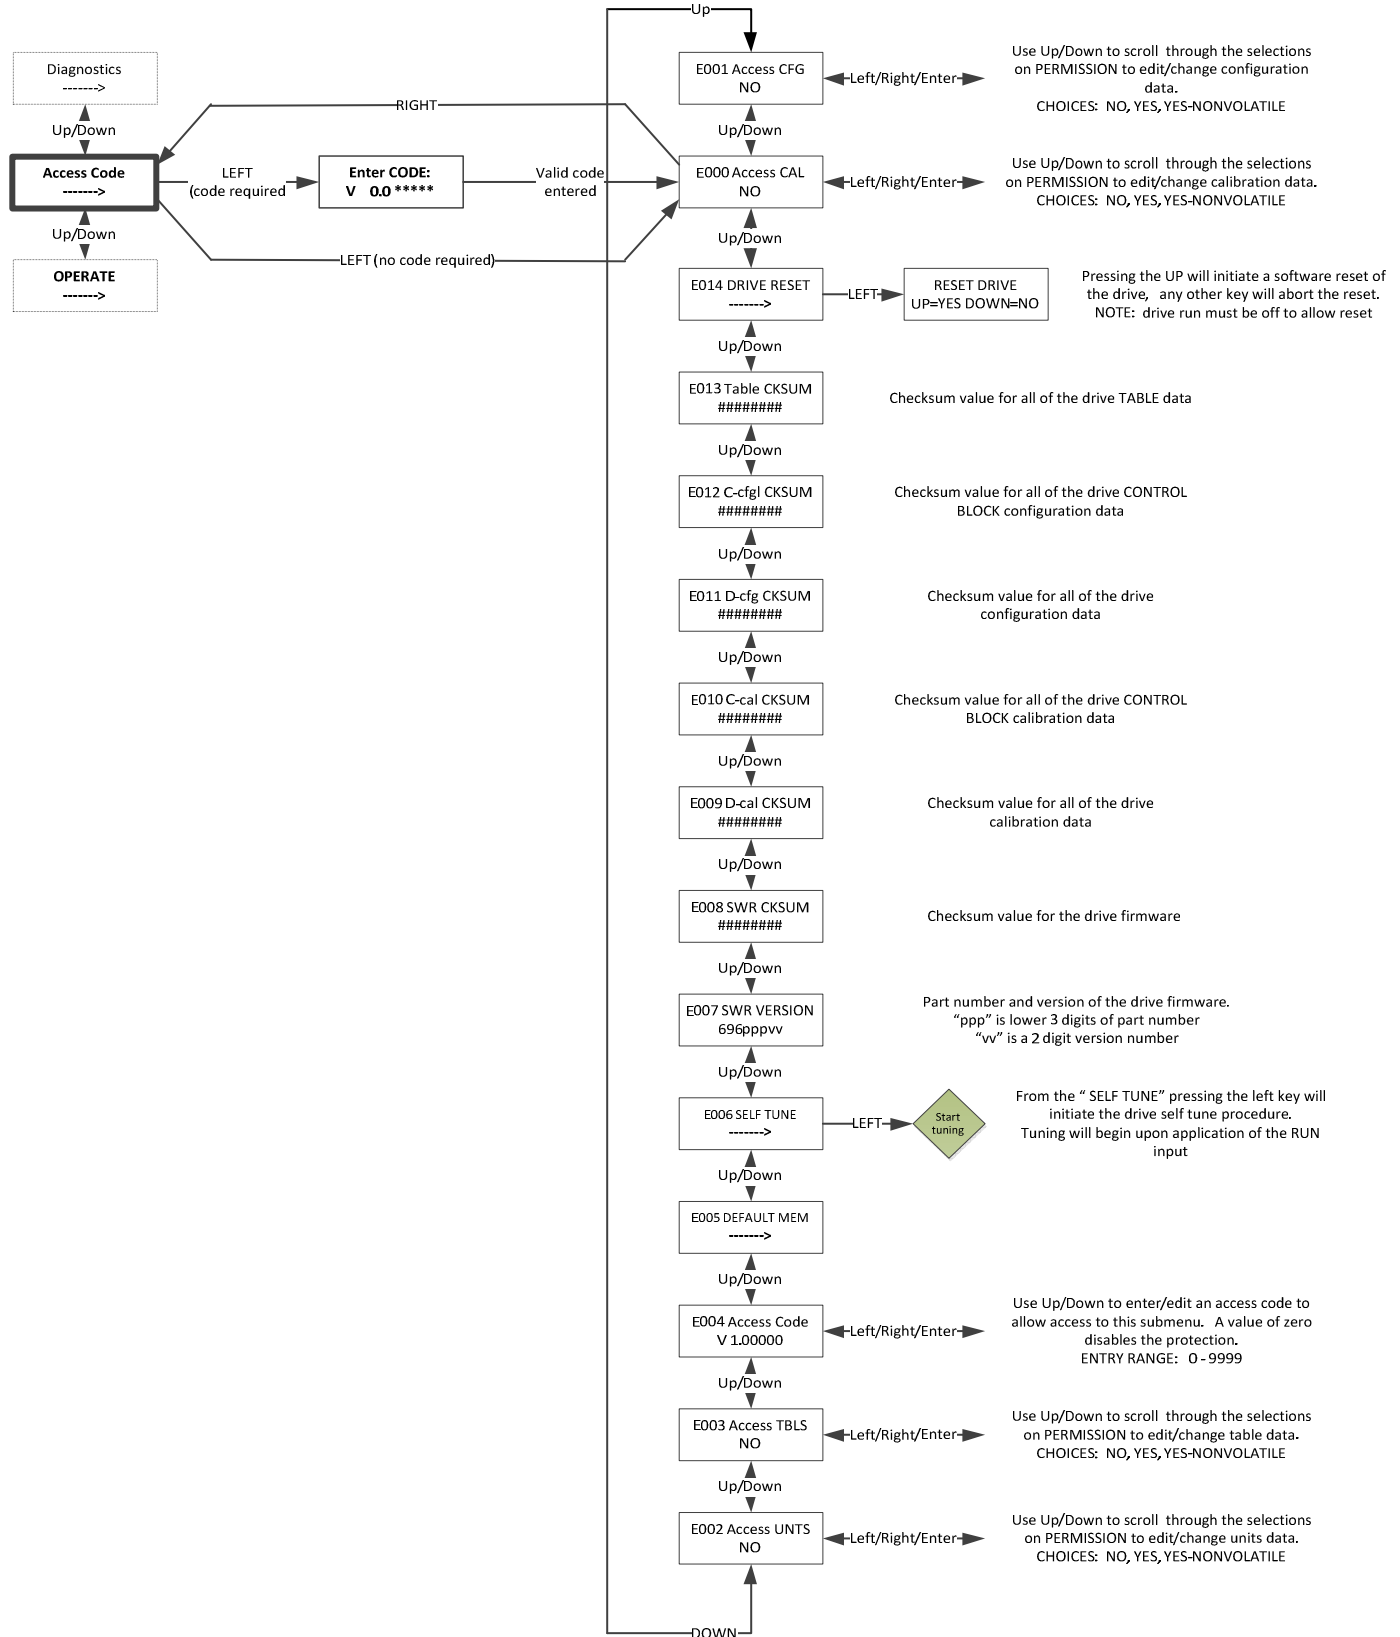 Up
Diagnostics
------->
Up/Down
Access Code
------->
Up/Down
OPERATE
------->
RIGHT
LEFT
(code required
Enter CODE:
V 0.0 *****
Valid code
entered
LEFT (no code required)
E001 Access CFG
NO
Left/Right/Enter
Use Up/Down to scroll through the selections
on PERMISSION to edit/change configuration
data.
CHOICES: NO, YES, YES-NONVOLATILE
Up/Down
E000 Access CAL
NO
Left/Right/Enter
Use Up/Down to scroll through the selections
on PERMISSION to edit/change calibration data.
CHOICES: NO, YES, YES-NONVOLATILE
Up/Down
E014 DRIVE RESET
------->
LEFT
RESET DRIVE
UP=YES DOWN=NO
Pressing the UP will initiate a software reset of
the drive, any other key will abort the reset.
NOTE: drive run must be off to allow reset
Up/Down
E013 Table CKSUM
########
Checksum value for all of the drive TABLE data
Up/Down
E012 C-cfgl CKSUM
########
Checksum value for all of the drive CONTROL
BLOCK configuration data
Up/Down
E011 D-cfg CKSUM
########
Checksum value for all of the drive
configuration data
Up/Down
E010 C-cal CKSUM
########
Checksum value for all of the drive CONTROL
BLOCK calibration data
Up/Down
E009 D-cal CKSUM
########
Checksum value for all of the drive
calibration data
Up/Down
E008 SWR CKSUM
########
Checksum value for the drive firmware
Up/Down
E007 SWR VERSION
696pppvv
Part number and version of the drive firmware.
“ppp” is lower 3 digits of part number
“vv” is a 2 digit version number
Up/Down
E006 SELF TUNE
------->
LEFT
Start
tuning
From the “ SELF TUNE” pressing the left key will
initiate the drive self tune procedure.
Tuning will begin upon application of the RUN
input
Up/Down
E005 DEFAULT MEM
------->
Up/Down
E004 Access Code
V 1.00000
Left/Right/Enter
Use Up/Down to enter/edit an access code to
allow access to this submenu. A value of zero
disables the protection.
ENTRY RANGE: 0 - 9999
Up/Down
E003 Access TBLS
NO
Left/Right/Enter
Use Up/Down to scroll through the selections
on PERMISSION to edit/change table data.
CHOICES: NO, YES, YES-NONVOLATILE
Up/Down
E002 Access UNTS
NO
Left/Right/Enter
Use Up/Down to scroll through the selections
on PERMISSION to edit/change units data.
CHOICES: NO, YES, YES-NONVOLATILE
DOWN